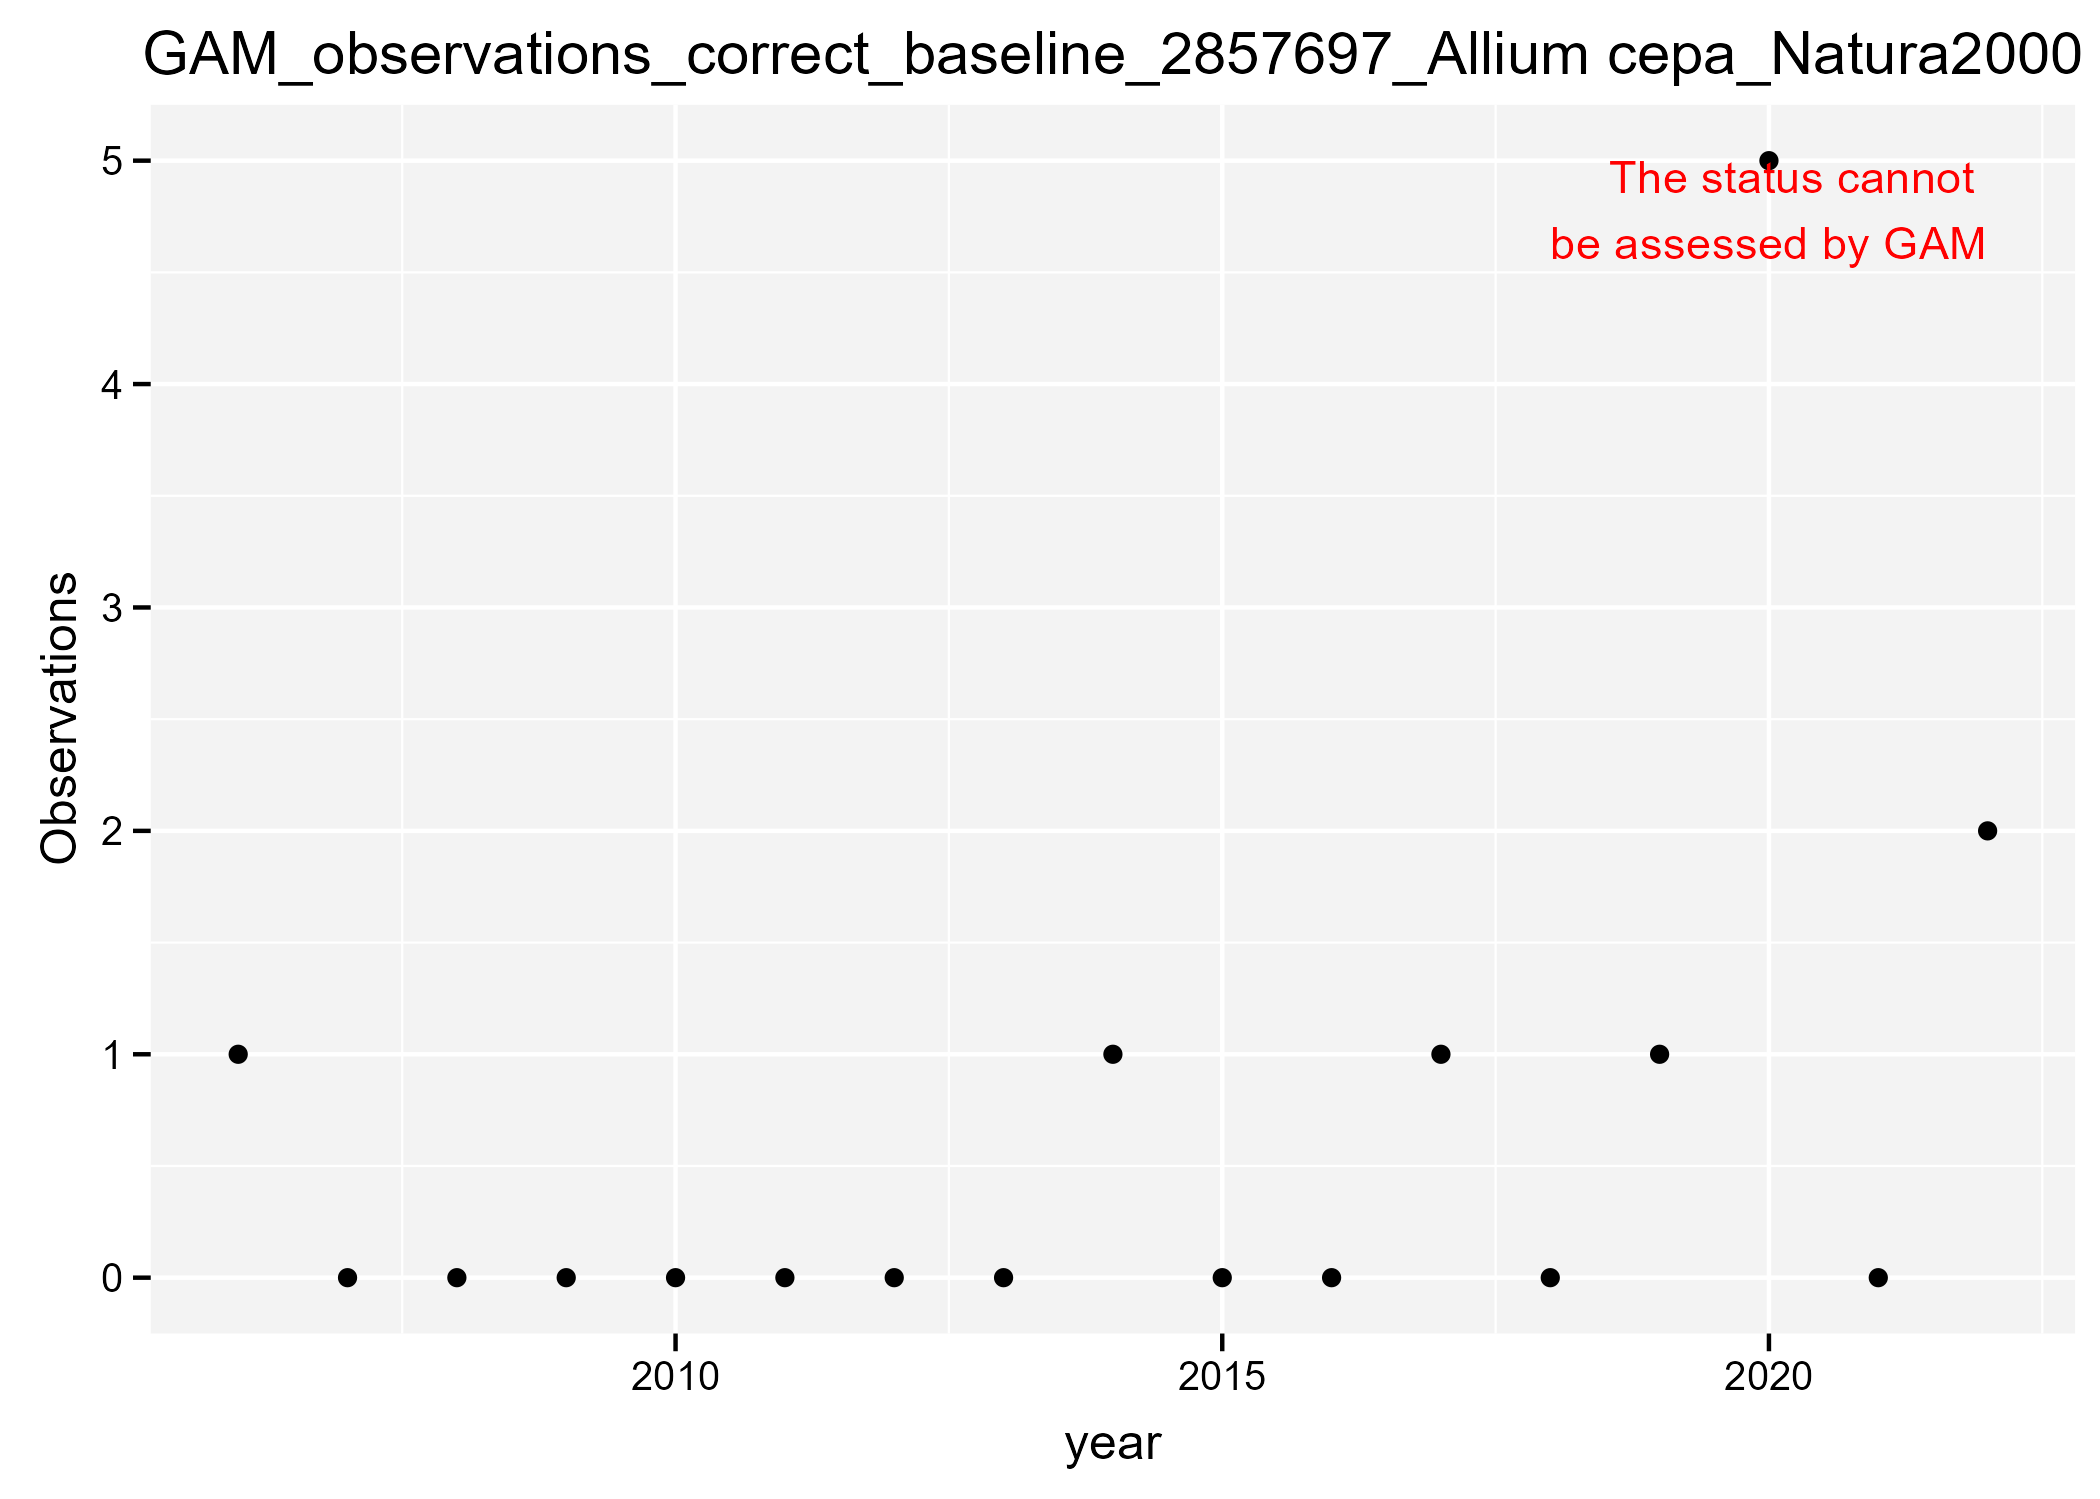 GAM_observations_correct_baseline_2857697_Allium cepa_Natura2000
5
The status cannot
be assessed by GAM
4
3
2
1
0
Observations
2010
2015
2020
year